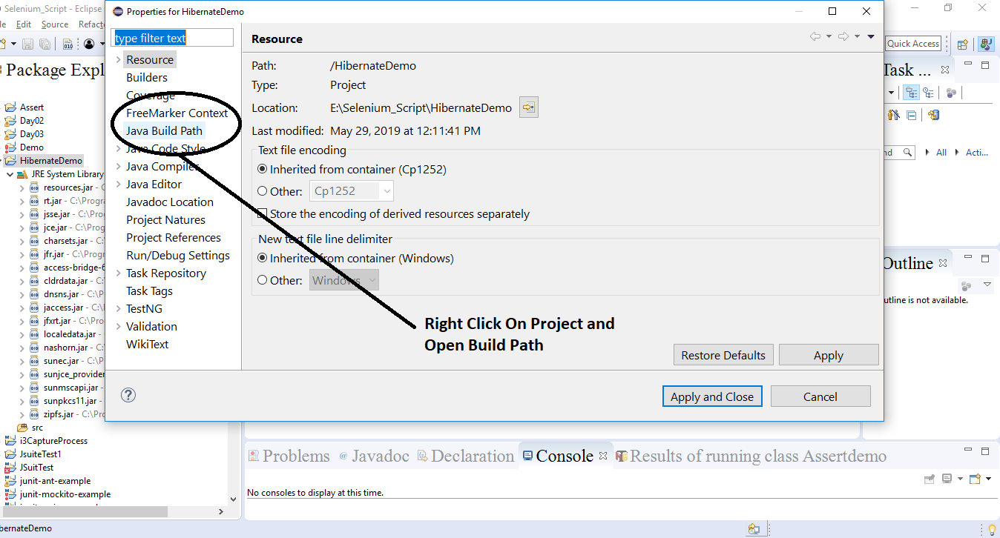 Selenium_Script - Eclipse
Edit Source Refact
Package Expl
Assert
Day02
Day03
Demo
HibernateDemo
JRE System Library
resources.jar - C:
rt.jar - C:\Progra
jsse.jar - C:\Prog
jce.jar - C:\Prog
charsets.jar - C:
jfr.jar - C:\Prog
access-bridge-6
cldrdata.jar - C:
dnsns.jar - C:\P
jaccess.jar - C:\
jfxrt.jar - C:\Pro
localedata.jar
nashorn.jar - C:
sunec.jar - C:\P
sunjce_provider
sunmscapi.jar -
sunpkcs11.jar -
zipfs.jar - C:\Pro
src
i3CaptureProcess
JsuiteTest1
JSuitTest
junit-ant-example
junit-mockito-example
bernateDemo
Properties for HibernateDemo
type filter text
Resource
Builders
Coverage
FreeMarker Context
Java Build Path
Java Code Style
Java Compiler
Java Editor
Javadoc Location
Project Natures
Project References
Run/Debug Settings
Task Repository
Task Tags
TestNG
Validation
WikiText
Resource
Path: /HibernateDemo
Type: Project
Location: E:\Selenium_Script\HibernateDemo
Last modified: May 29, 2019 at 12:11:41 PM
Text file encoding
Inherited from container (Cp1252)
Other: Cp1252
Store the encoding of derived resources separately
New text file line delimiter
Inherited from container (Windows)
Other: Windows
Right Click On Project and
Open Build Path
Restore Defaults Apply
Apply and Close Cancel
Quick Access
Task ...
nd All Acti...
Outline
utline is not available.
Problems @ Javadoc Declaration Console Results of running class Assertdemo
No consoles to display at this time.